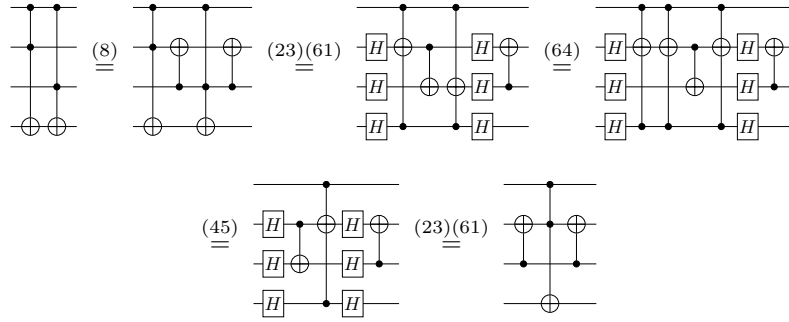 (8)
=
(23)(61)
=
H H
H H
H H
(64)
=
H H
H H
H H
(45)
=
H H
H H
H H
(23)(61)
=